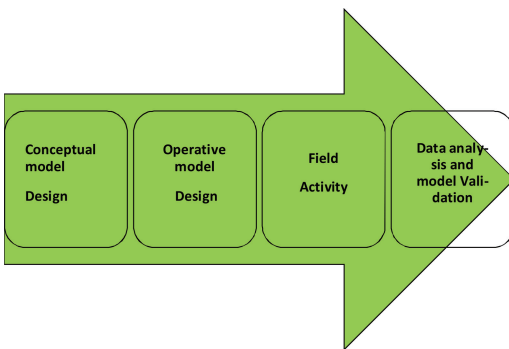 Conceptual
model
Design
Operative
model
Design
Field
Activity
Data analy-
sis and
model Vali-
dation